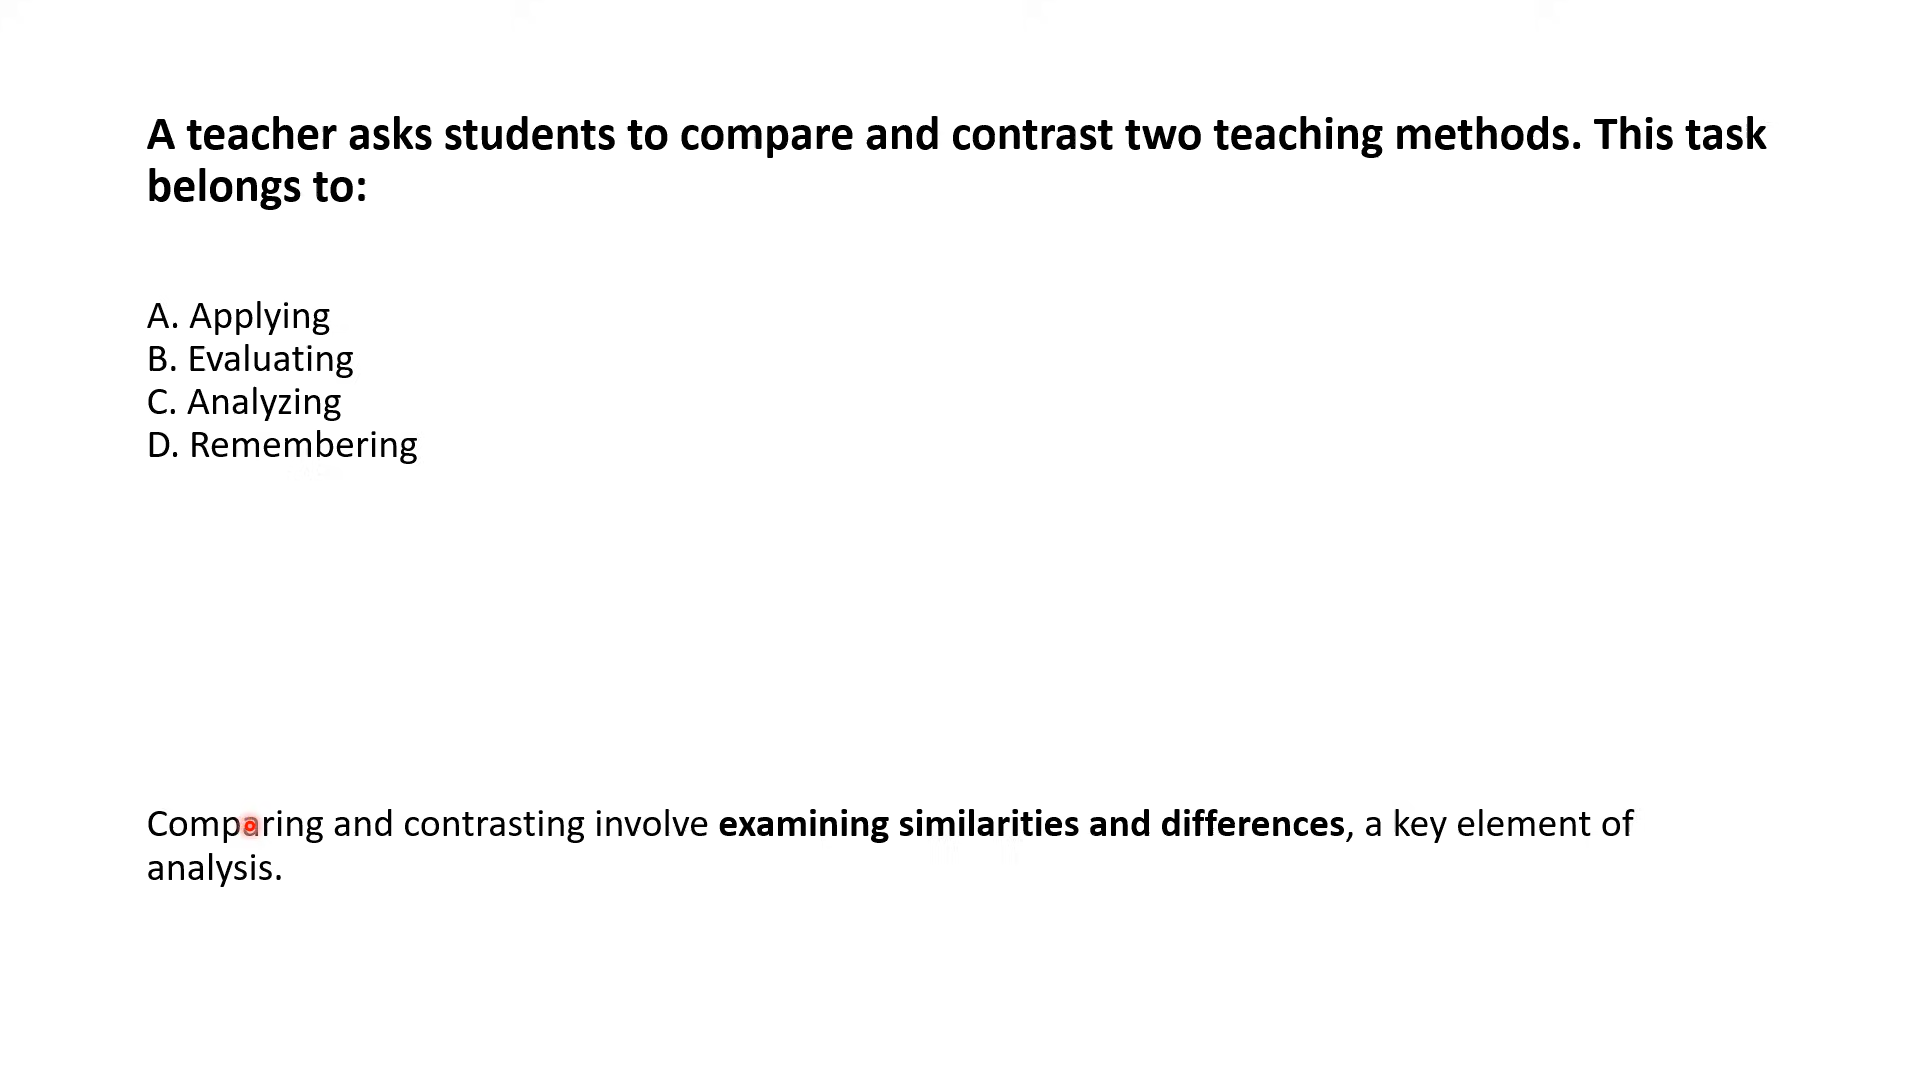 A teacher asks students to compare and contrast two teaching methods. This task
belongs to:
A. Applying
B. Evaluating
C. Analyzing
D. Remembering
Comparing and contrasting involve examining similarities and differences, a key element of
analysis.